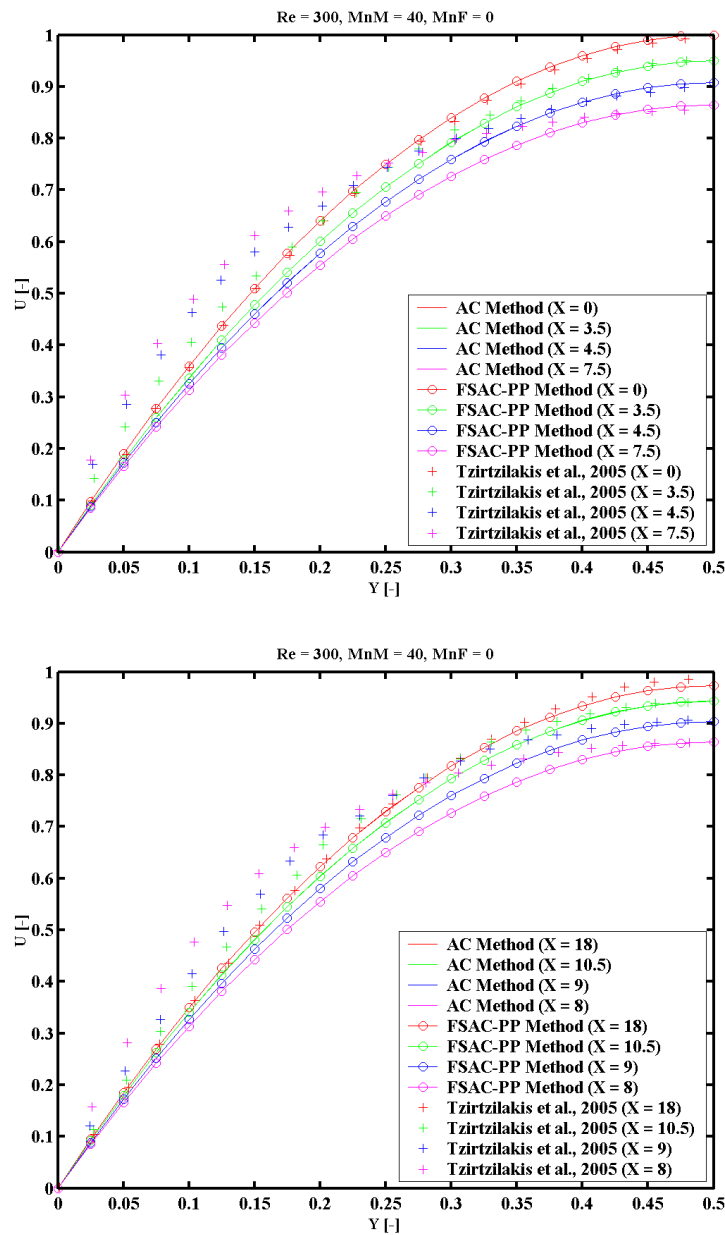 Re = 300, MnM = 40, MnF = 0
1
0.9
0.8
0.7
0.6
0.5
0.4
0.3
0.2
0.1
0
U [-]
AC Method (X = 0)
AC Method (X = 3.5)
AC Method (X = 4.5)
AC Method (X = 7.5)
FSAC-PP Method (X = 0)
FSAC-PP Method (X = 3.5)
FSAC-PP Method (X = 4.5)
FSAC-PP Method (X = 7.5)
Tzirtzilakis et al., 2005 (X = 0)
Tzirtzilakis et al., 2005 (X = 3.5)
Tzirtzilakis et al., 2005 (X = 4.5)
Tzirtzilakis et al., 2005 (X = 7.5)
0 0.05 0.1 0.15 0.2 0.25 0.3 0.35 0.4 0.45 0.5
Y [-]
Re = 300, MnM = 40, MnF = 0
1
0.9
0.8
0.7
0.6
0.5
0.4
0.3
0.2
0.1
0
U [-]
AC Method (X = 18)
AC Method (X = 10.5)
AC Method (X = 9)
AC Method (X = 8)
FSAC-PP Method (X = 18)
FSAC-PP Method (X = 10.5)
FSAC-PP Method (X = 9)
FSAC-PP Method (X = 8)
Tzirtzilakis et al., 2005 (X = 18)
Tzirtzilakis et al., 2005 (X = 10.5)
Tzirtzilakis et al., 2005 (X = 9)
Tzirtzilakis et al., 2005 (X = 8)
0 0.05 0.1 0.15 0.2 0.25 0.3 0.35 0.4 0.45 0.5
Y [-]